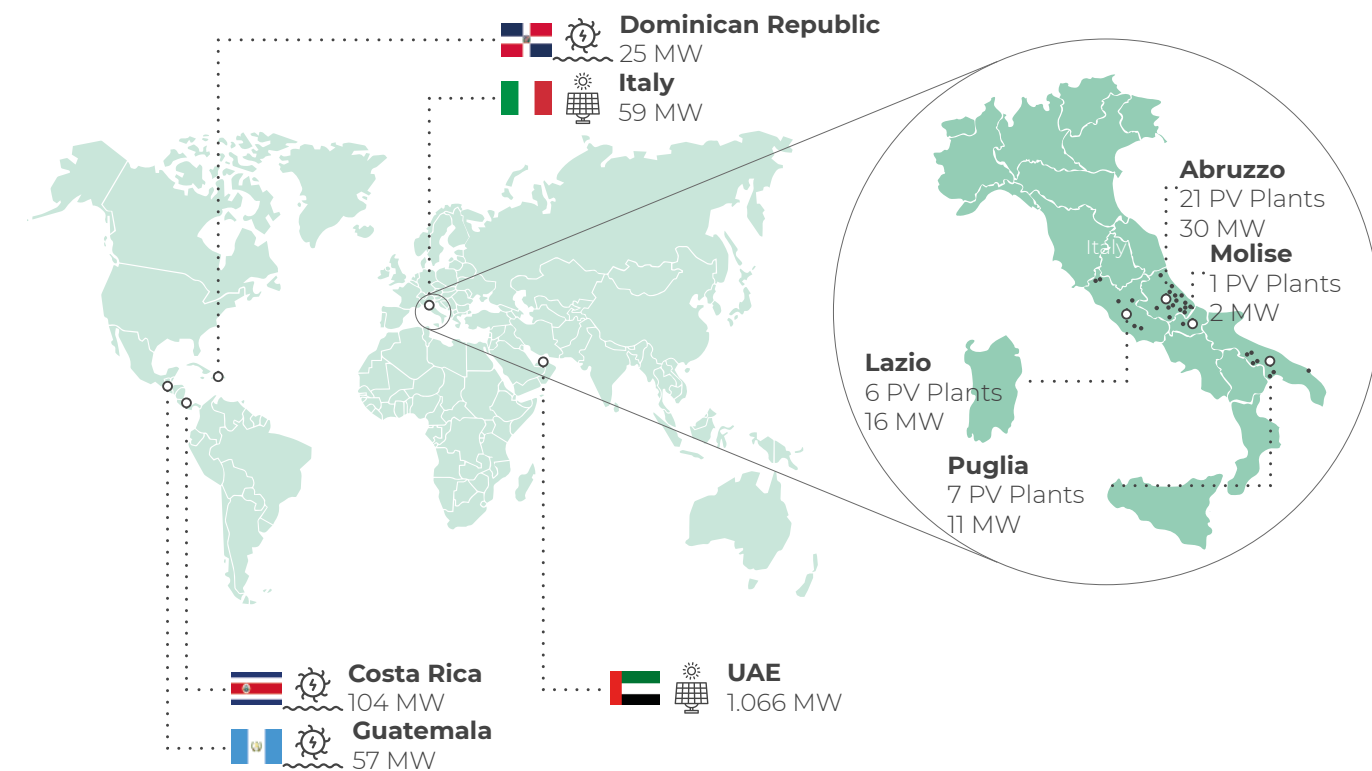 Dominican Republic
25 MW
Italy
59 MW
Abruzzo
21 PV Plants
30 MW
Italy
Molise
1 PV Plants
2 MW
Lazio
6 PV Plants
16 MW
Puglia
7 PV Plants
11 MW
Costa Rica
104 MW
Guatemala
57 MW
UAE
1.066 MW